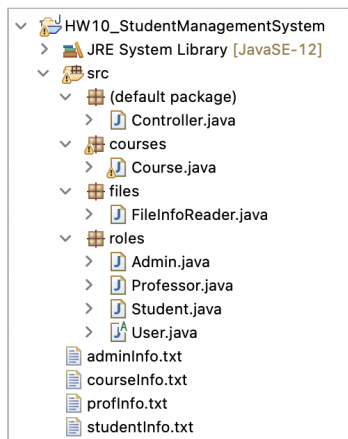 HW10_StudentManagementSystem
JRE System Library [JavaSE-12]
src
(default package)
Controller.java
courses
Course.java
files
FileInfoReader.java
roles
Admin.java
Professor.java
Student.java
User.java
adminInfo.txt
courseInfo.txt
profInfo.txt
studentInfo.txt